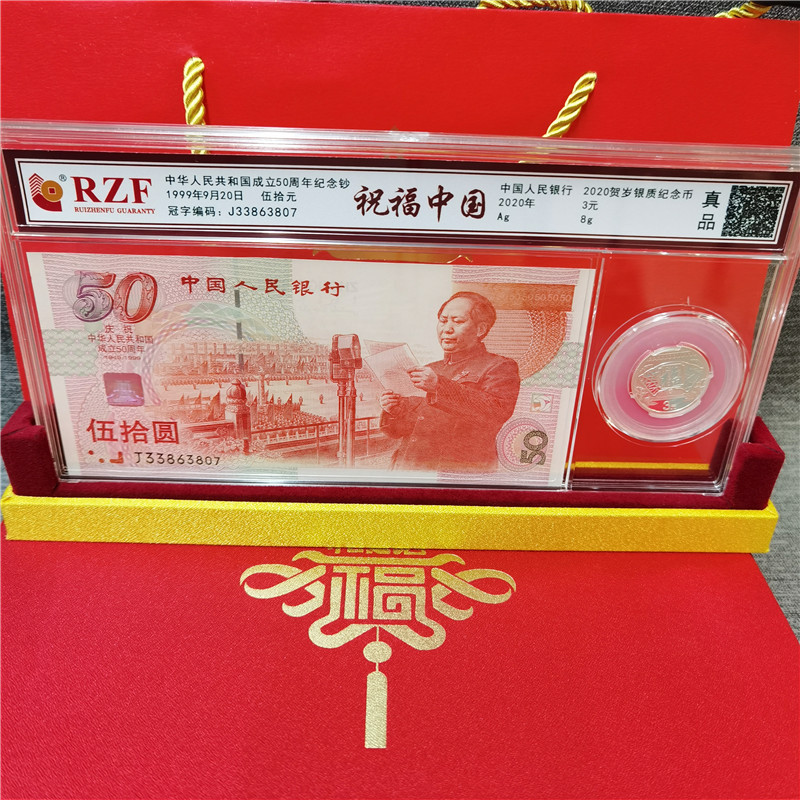 ® RZF
RUIZHENFU GUARANTY
中华人民共和国成立50周年纪念钞
1999年9月20日 伍拾元
冠字编码：J33863807
祝福中国
中国人民银行 2020贺岁银质纪念币
2020年 3元
Ag 8g
真品
50
中国人民银行
庆祝
中华人民共和国
成立50周年
1949-1999
伍拾圆
J33863807
50
福